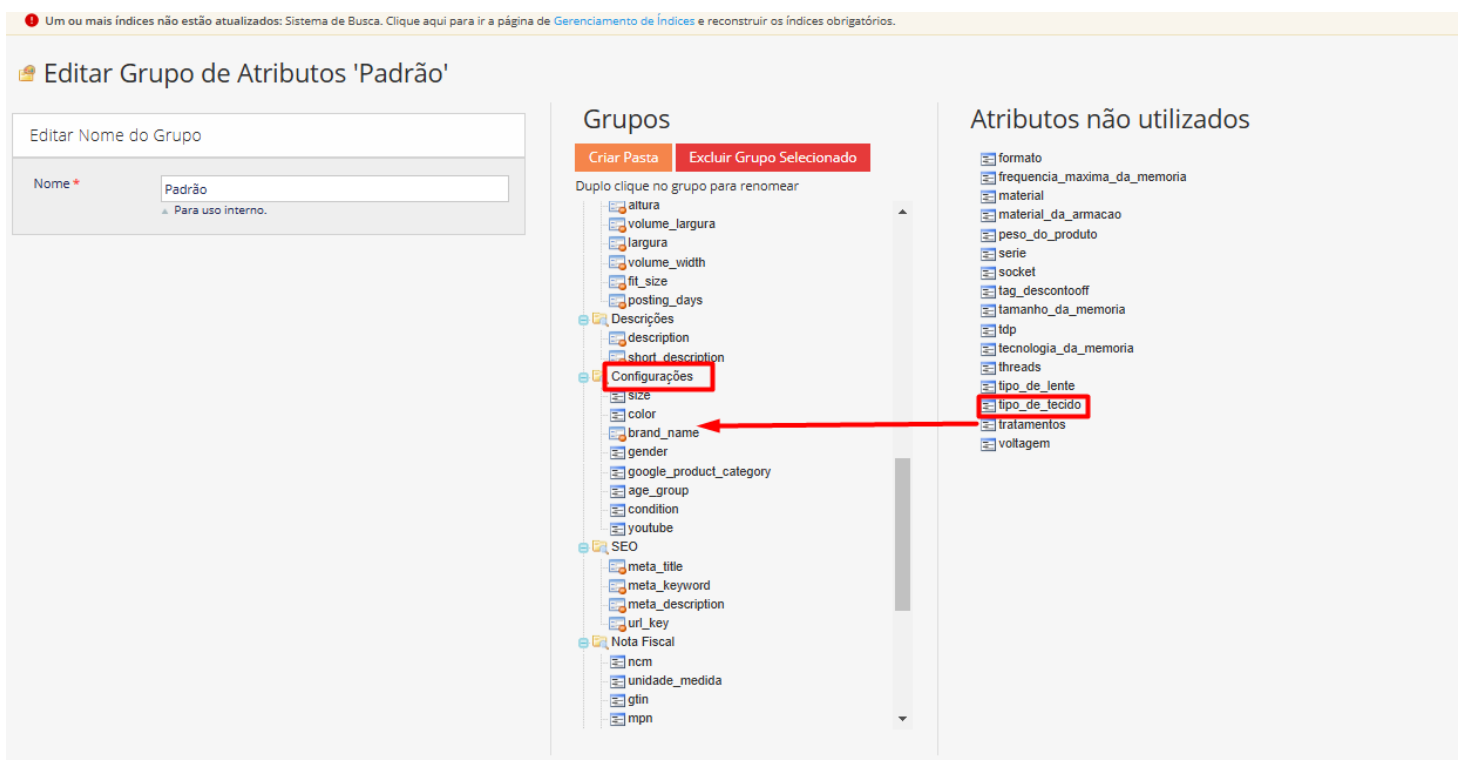 Um ou mais índices não estão atualizados: Sistema de Busca. Clique aqui para ir a página de Gerenciamento de Índices e reconstruir os índices obrigatórios.
Editar Grupo de Atributos 'Padrão'
Editar Nome do Grupo
Nome *
Padrão
Para uso interno.
Grupos
Criar Pasta
Excluir Grupo Selecionado
Duplo clique no grupo para renomear
altura
volume_largura
largura
volume_width
fit_size
posting_days
Descrições
description
short_description
Configurações
size
color
brand_name
gender
google_product_category
age_group
condition
youtube
SEO
meta_title
meta_keyword
meta_description
url_key
Nota Fiscal
ncm
unidade_medida
gtin
mpn
Atributos não utilizados
formato
frequencia_maxima_da_memoria
material
material_da_armacao
peso_do_produto
serie
socket
tag_descontooff
tamanho_da_memoria
tdp
tecnologia_da_memoria
threads
tipo_de_lente
tipo_de_tecido
tratamentos
voltagem